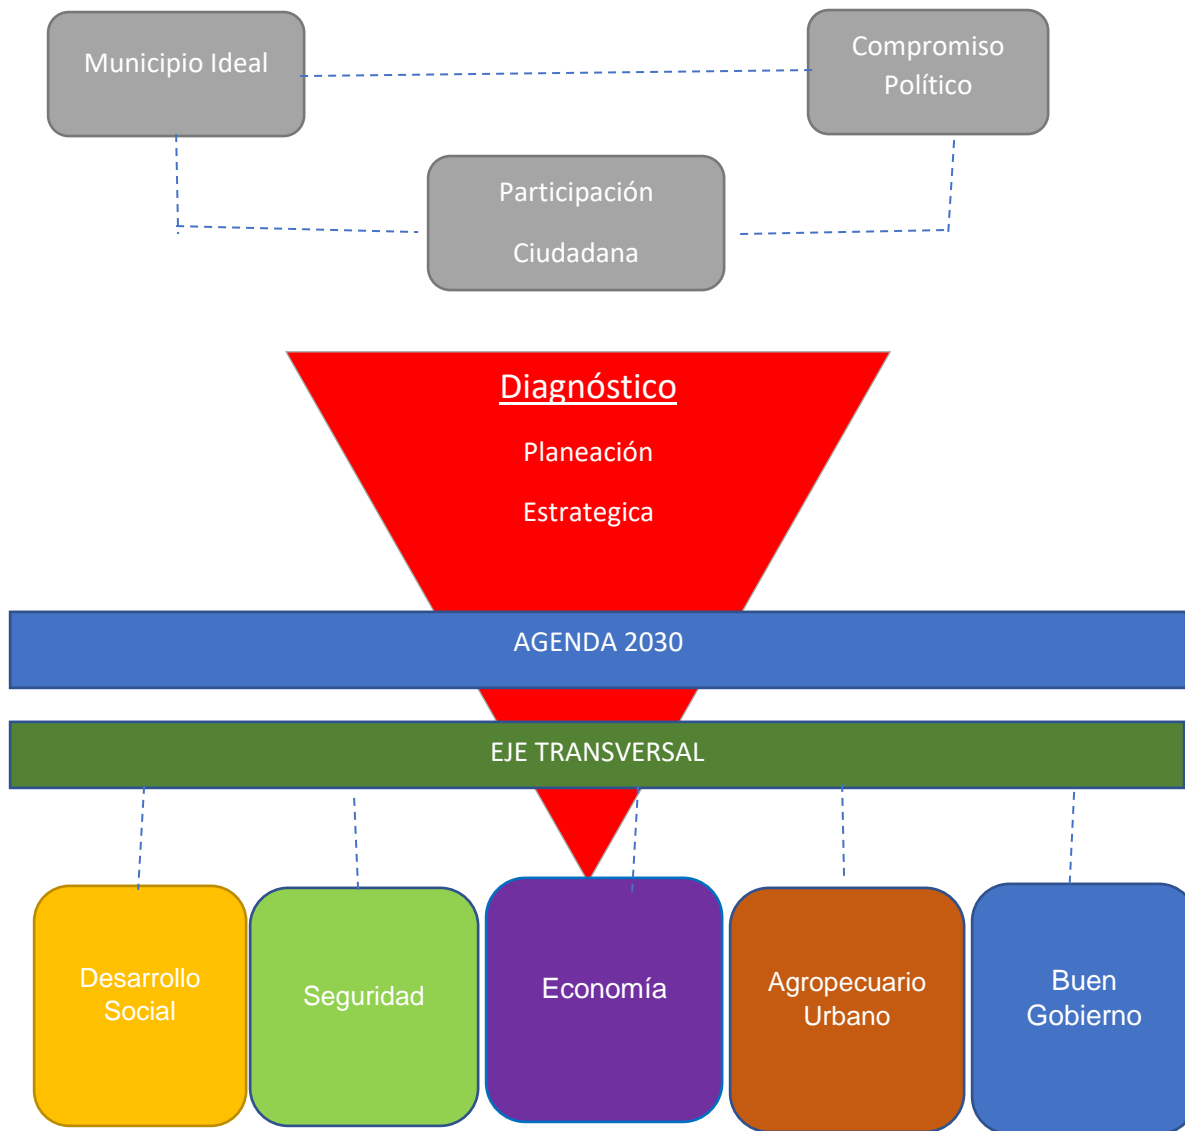 Municipio Ideal
Compromiso
Político
Participación
Ciudadana
Diagnóstico
Planeación
Estrategica
AGENDA 2030
EJE TRANSVERSAL
Desarrollo
Social
Seguridad
Economía
Agropecuario
Urbano
Buen
Gobierno